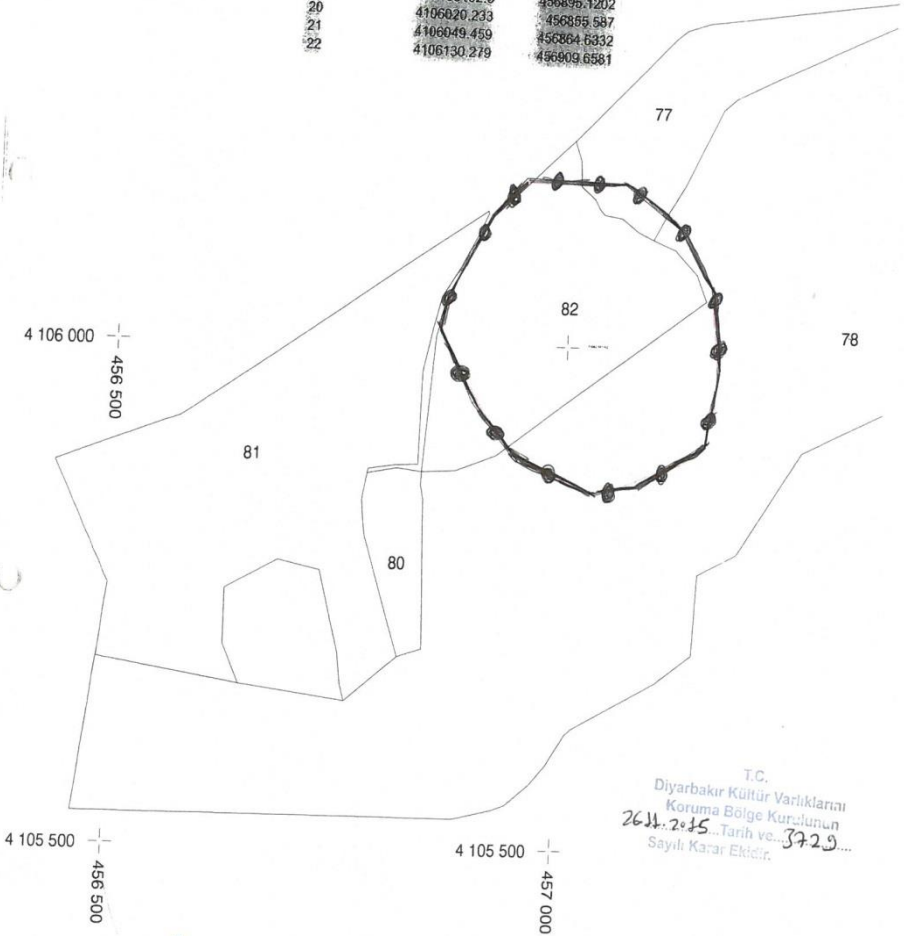 20 456895.1202
21 4106020.233 456855.587
22 4106049.459 456864.6332
4106130.279 456909.6581
77
82
78
4 106 000
456 500
81
80
T.C.
Diyarbakır Kültür Varlıklarını
Koruma Bölge Kurulunun
26.11.2015 Tarih ve 3729
Sayılı Karar Ekidir.
4 105 500
456 500
4 105 500
457 000